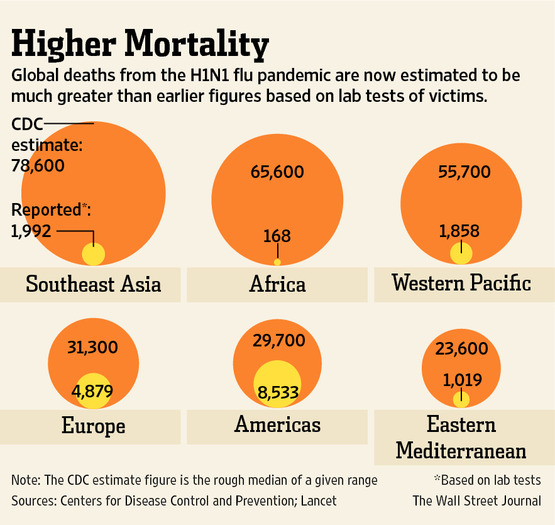 Higher Mortality
Global deaths from the H1N1 flu pandemic are now estimated to be
much greater than earlier figures based on lab tests of victims.
CDC
estimate:
78,600
Reported*:
1,992
Southeast Asia
65,600
168
Africa
55,700
1,858
Western Pacific
31,300
4,879
Europe
29,700
8,533
Americas
23,600
1,019
Eastern
Mediterranean
Note: The CDC estimate figure is the rough median of a given range
*Based on lab tests
Sources: Centers for Disease Control and Prevention; Lancet
The Wall Street Journal